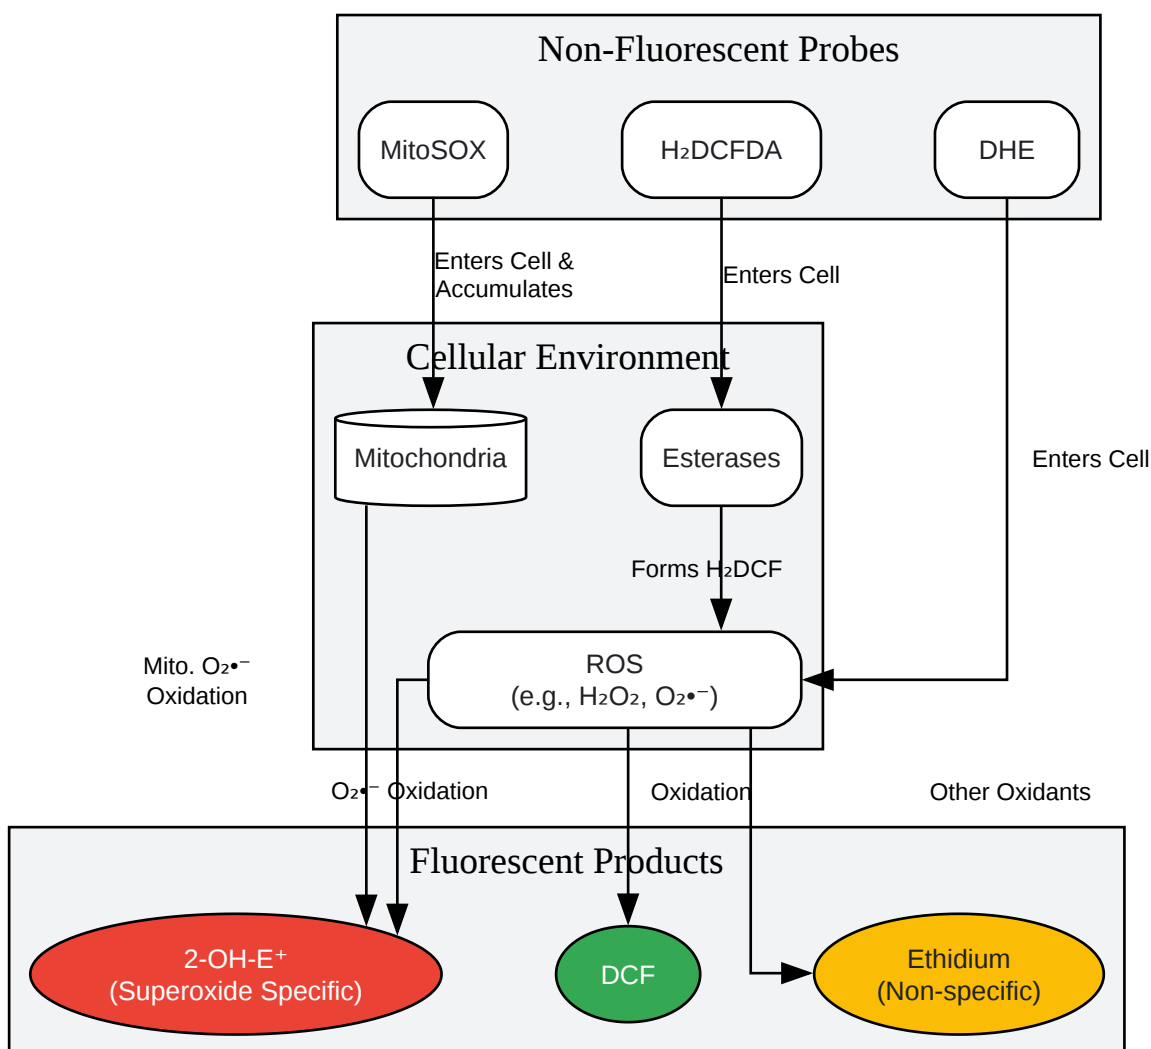 Non-Fluorescent Probes
MitoSOX
H₂DCFDA
DHE
Enters Cell &
Accumulates
Enters Cell
Cellular Environment
Mitochondria
Esterases
Enters Cell
Forms H₂DCF
ROS
(e.g., H₂O₂, O₂•⁻)
Mito. O₂•⁻
Oxidation
O₂•⁻ Oxidation
Oxidation
Other Oxidants
Fluorescent Products
2-OH-E⁺
(Superoxide Specific)
DCF
Ethidium
(Non-specific)